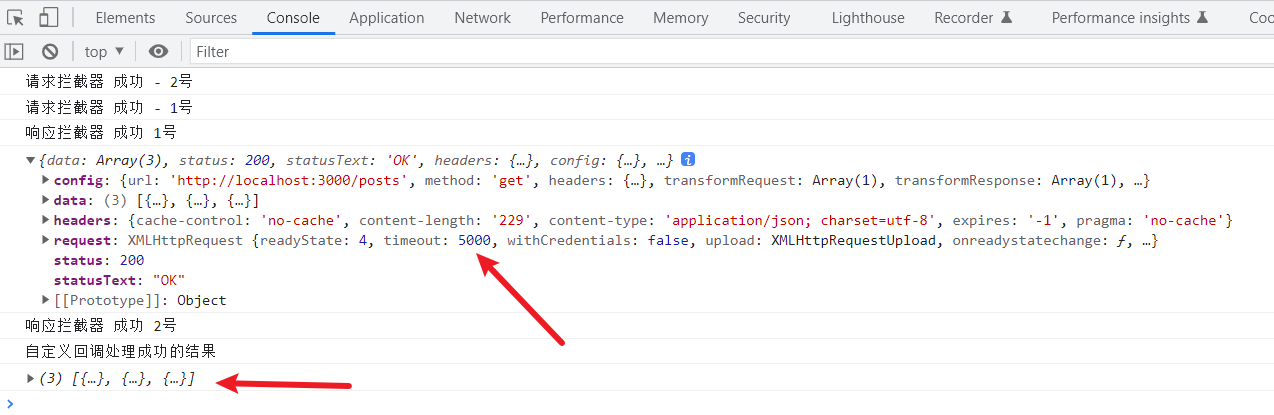 Elements Sources Console Application Network Performance Memory Security Lighthouse Recorder Performance insights Coo
top Filter
请求拦截器 成功 - 2号
请求拦截器 成功 - 1号
响应拦截器 成功 1号
{data: Array(3), status: 200, statusText: 'OK', headers: {…}, config: {…}, …} i
config: {url: 'http://localhost:3000/posts', method: 'get', headers: {…}, transformRequest: Array(1), transformResponse: Array(1), …}
data: (3) [{…}, {…}, {…}]
headers: {cache-control: 'no-cache', content-length: '229', content-type: 'application/json; charset=utf-8', expires: '-1', pragma: 'no-cache'}
request: XMLHttpRequest {readyState: 4, timeout: 5000, withCredentials: false, upload: XMLHttpRequestUpload, onreadystatechange: ƒ, …}
status: 200
statusText: "OK"
[[Prototype]]: Object
响应拦截器 成功 2号
自定义回调处理成功的结果
(3) [{…}, {…}, {…}]